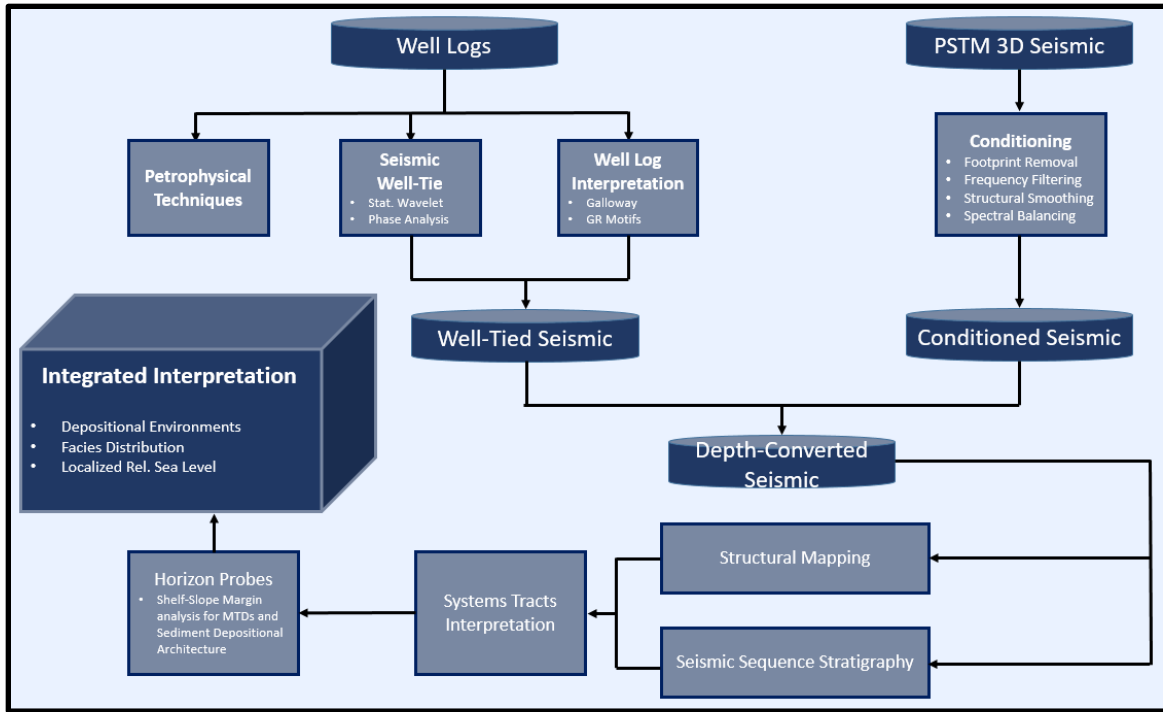 Well Logs
PSTM 3D Seismic
Petrophysical
Techniques
Seismic
Well-Tie
• Stat. Wavelet
• Phase Analysis
Well Log
Interpretation
• Galloway
• GR Motifs
Conditioning
• Footprint Removal
• Frequency Filtering
• Structural Smoothing
• Spectral Balancing
Well-Tied Seismic
Conditioned Seismic
Integrated Interpretation
• Depositional Environments
• Facies Distribution
• Localized Rel. Sea Level
Depth-Converted
Seismic
Structural Mapping
Seismic Sequence Stratigraphy
Systems Tracts
Interpretation
Horizon Probes
• Shelf-Slope Margin
analysis for MTDs and
Sediment Depositional
Architecture